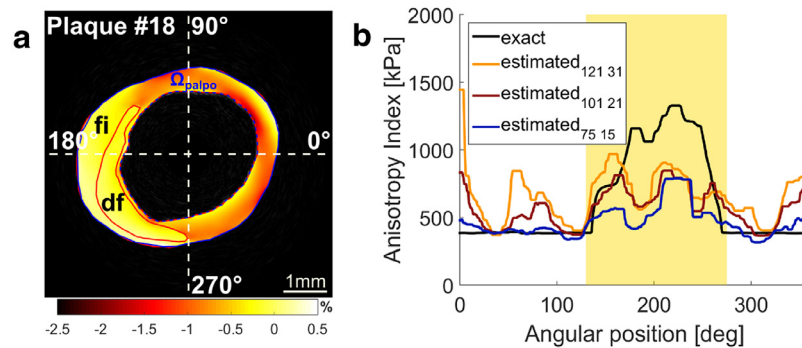 a
Plaque #18
90°
Ωpalpo
fi
180°
0°
df
270°
1mm
%
-2.5 -2 -1.5 -1 -0.5 0 0.5
b
2000
1500
1000
500
0
Anisotropy Index [kPa]
exact
estimated121 31
estimated101 21
estimated75 15
0 100 200 300
Angular position [deg]